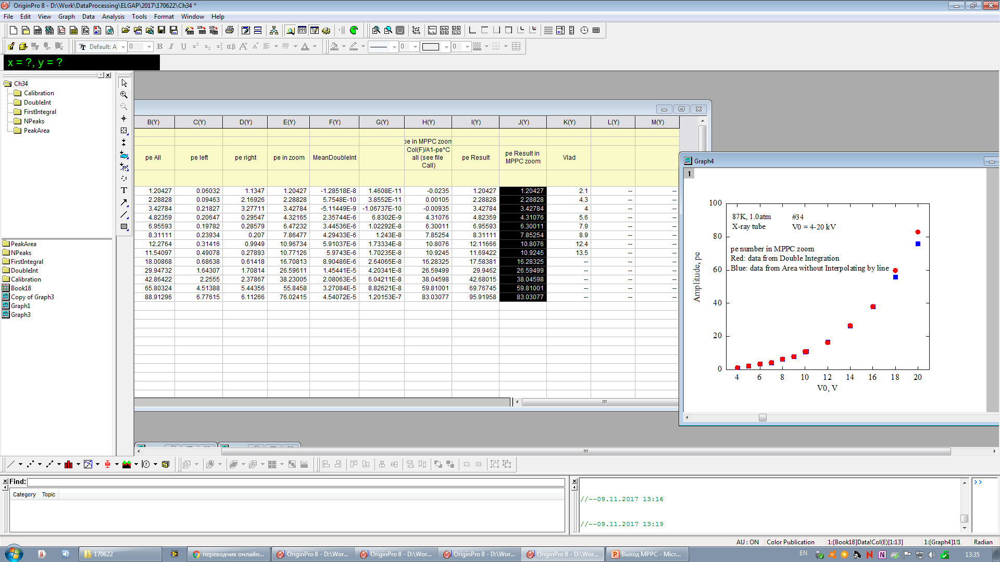 OriginPro 8 - D:\Work\DataProcessing\ELGAP\2017\170622\Ch34 *
File Edit View Graph Data Analysis Tools Format Window Help
Default: A 0 B I U αβ A A 0 0
x = ?, y = ?
Ch34
Calibration
DoubleInt
FirstIntegral
NPeaks
PeakArea
PeakArea
NPeaks
FirstIntegral
DoubleInt
Calibration
Book18
Copy of Graph3
Graph1
Graph3
B(Y) C(Y) D(Y) E(Y) F(Y) G(Y) H(Y) I(Y) J(Y) K(Y) L(Y) M(Y)
pe in MPPC zoom
pe All pe left pe right pe in zoom MeanDoubleInt Col(F)/A1-pe*C all (see file Call) pe Result pe Result in MPPC zoom Vlad
1.20427 0.06032 1.1347 1.20427 -1.28518E-8 1.4608E-11 -0.0235 1.20427 1.20427 2.1 -- --
2.28828 0.09463 2.16926 2.28828 5.7548E-10 3.8552E-11 0.00105 2.28828 2.28828 4.3 -- --
3.42784 0.21827 3.27711 3.42784 -5.11449E-9 -1.06737E-10 -0.00935 3.42784 3.42784 4 -- --
4.82359 0.20647 0.29547 4.32165 2.35744E-6 6.8302E-9 4.31076 4.82359 4.31076 5.6 -- --
6.95593 0.19782 0.28579 6.47232 3.44536E-6 1.02292E-8 6.30011 6.95593 6.30011 7.9 -- --
8.31111 0.23934 0.207 7.86477 4.29433E-6 1.243E-8 7.85254 8.31111 7.85254 8.9 -- --
12.2764 0.31416 0.9949 10.96734 5.91037E-6 1.73334E-8 10.8076 12.11666 10.8076 12.4 -- --
11.54097 0.49078 0.27893 10.77126 5.9743E-6 1.70235E-8 10.9245 11.69422 10.9245 13.5 -- --
18.00868 0.68638 0.61418 16.70813 8.90486E-6 2.64065E-8 16.28325 17.58381 16.28325 -- -- --
29.94732 1.64307 1.70814 26.59611 1.45441E-5 4.20341E-8 26.59499 29.9462 26.59499 -- -- --
42.86422 2.2555 2.37867 38.23005 2.08063E-5 6.04211E-8 38.04598 42.68015 38.04598 -- -- --
65.80324 4.51388 5.44356 55.8458 3.27084E-5 8.82621E-8 59.81001 69.76745 59.81001 -- -- --
88.91296 6.77615 6.11266 76.02415 4.54072E-5 1.20153E-7 83.03077 95.91958 83.03077 -- -- --
Graph4
1
100
80
60
40
20
0
Amplitude, pe
87K, 1.0atm #34
X-ray tube V0 = 4-20 kV
pe number in MPPC zoom
Red: data from Double Integration
Blue: data from Area without Interpolating by line
4 6 8 10 12 14 16 18 20
V0, V
Find:
Category Topic
//--09.11.2017 13:16
//--09.11.2017 13:19
>>
AU : ON Color Publication 1:[Book18]Data!Col(E)[1:13] 1:[Graph4]1!1 Radian
Я 170622 переводчик онлайн... OriginPro 8 - D:\Wor... OriginPro 8 - D:\Wor... OriginPro 8 - D:\Wor... OriginPro 8 - D:\Wor... Выход MPPC - Micr... EN 13:35